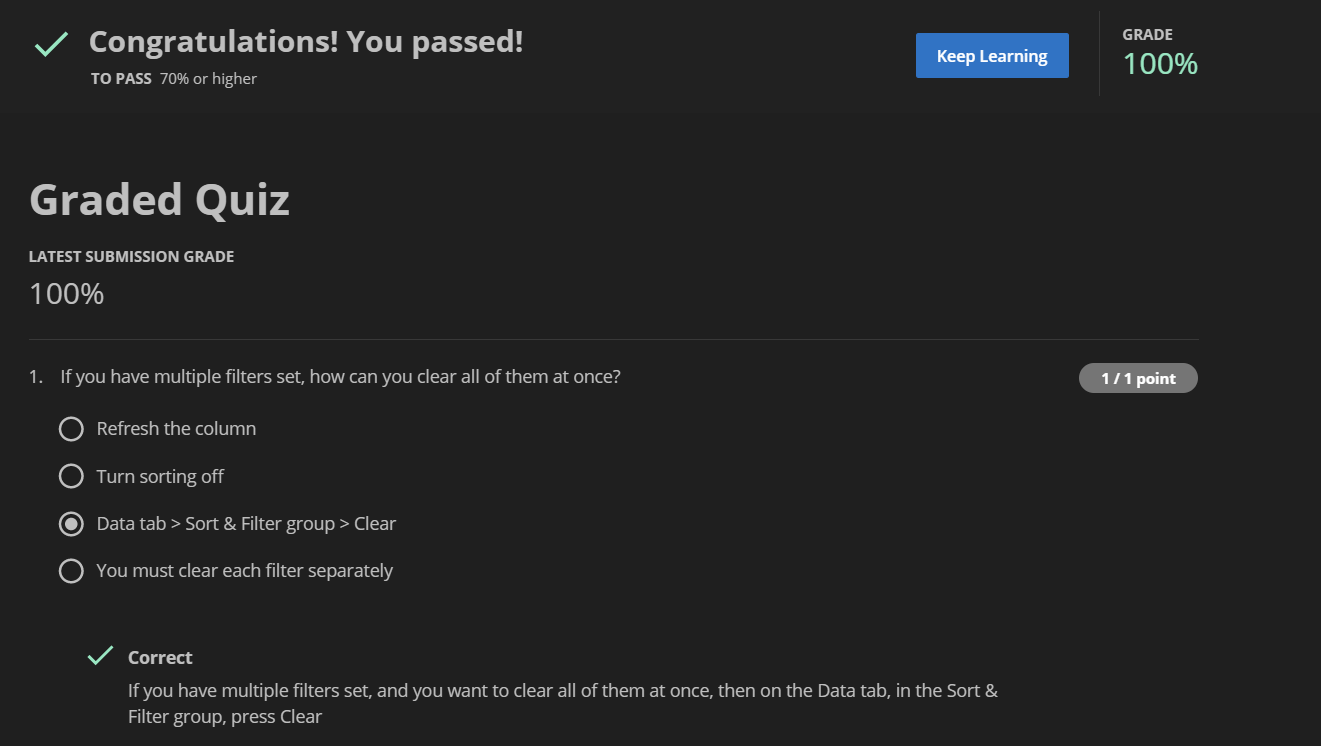 Congratulations! You passed!
TO PASS 70% or higher
Keep Learning
GRADE
100%
Graded Quiz
LATEST SUBMISSION GRADE
100%
1. If you have multiple filters set, how can you clear all of them at once?
1 / 1 point
Refresh the column
Turn sorting off
Data tab > Sort & Filter group > Clear
You must clear each filter separately
Correct
If you have multiple filters set, and you want to clear all of them at once, then on the Data tab, in the Sort &
Filter group, press Clear